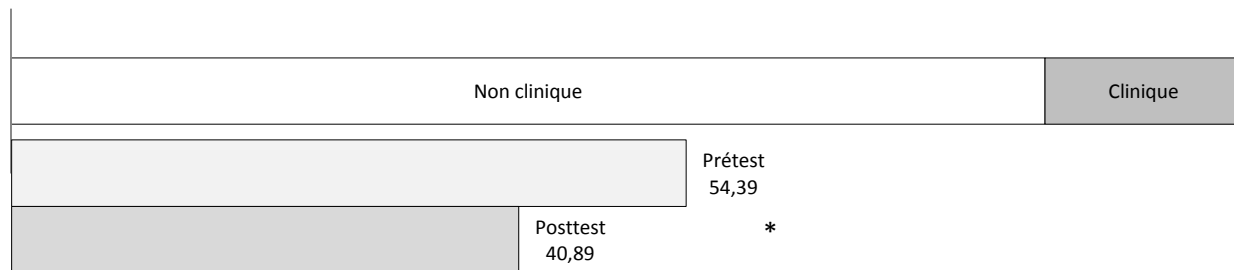 Non clinique
Clinique
Prétest
54,39
Posttest
*
40,89